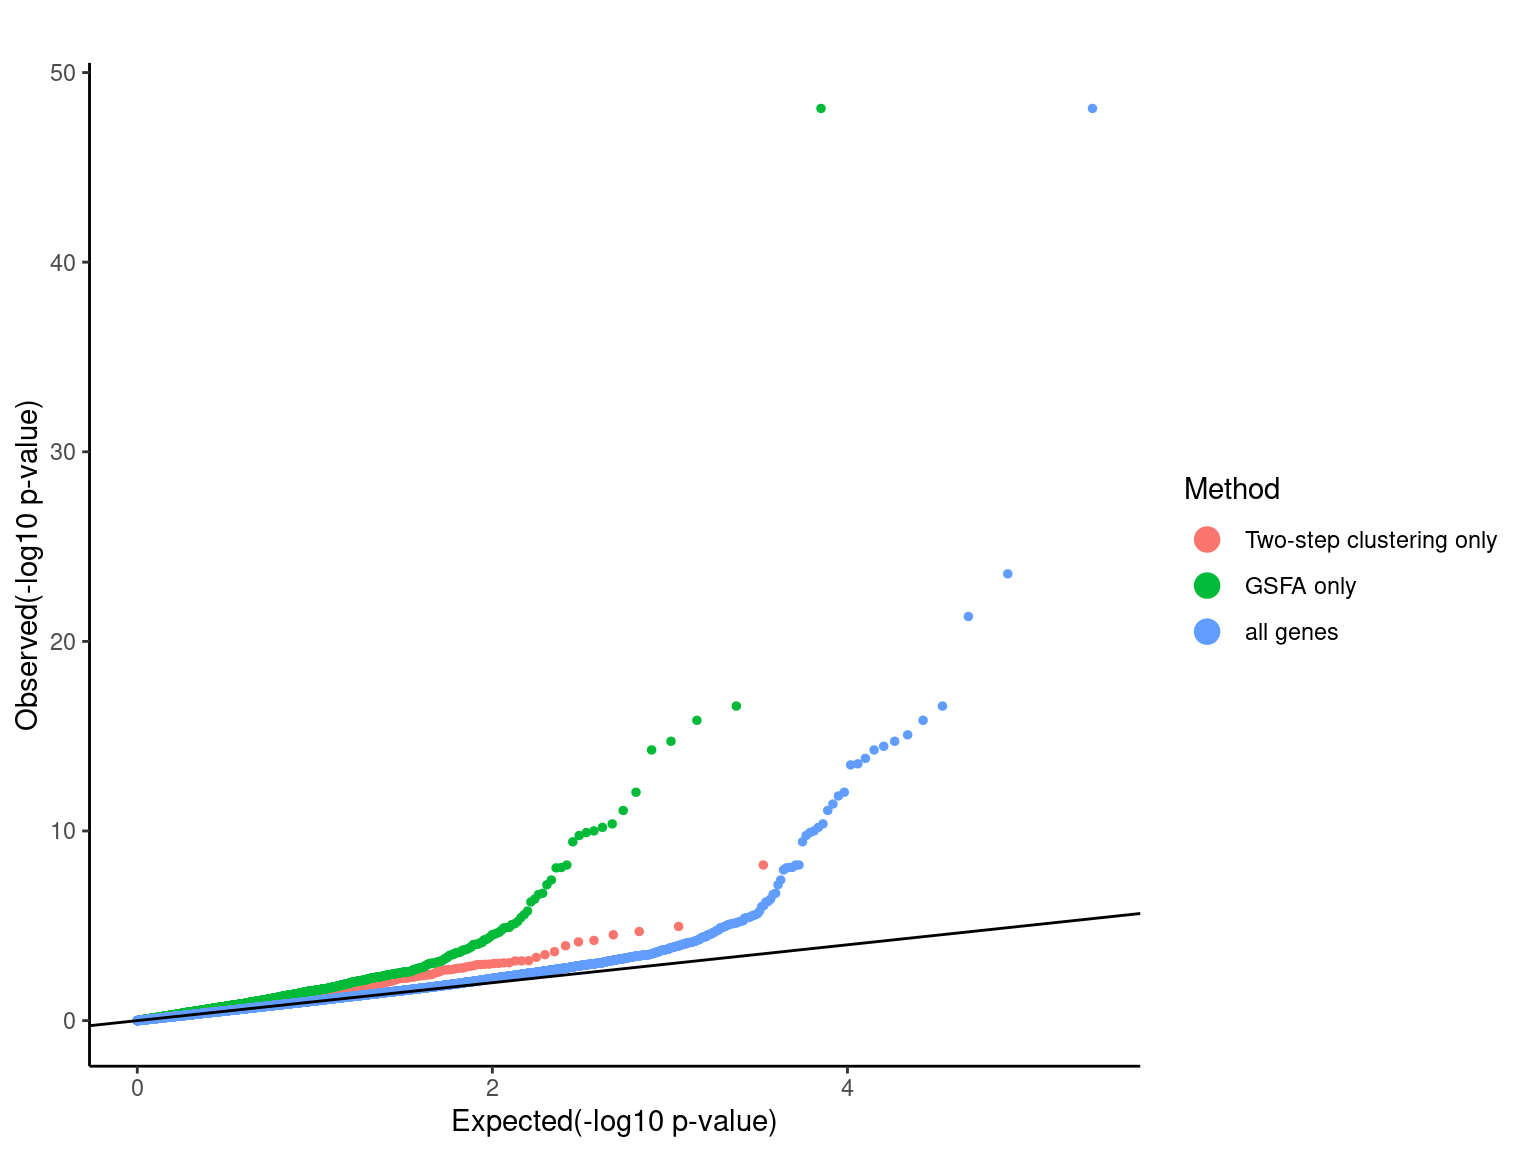 50
40
30
20
10
0
Observed(-log10 p-value)
0 2 4
Expected(-log10 p-value)
Method
Two-step clustering only
GSFA only
all genes